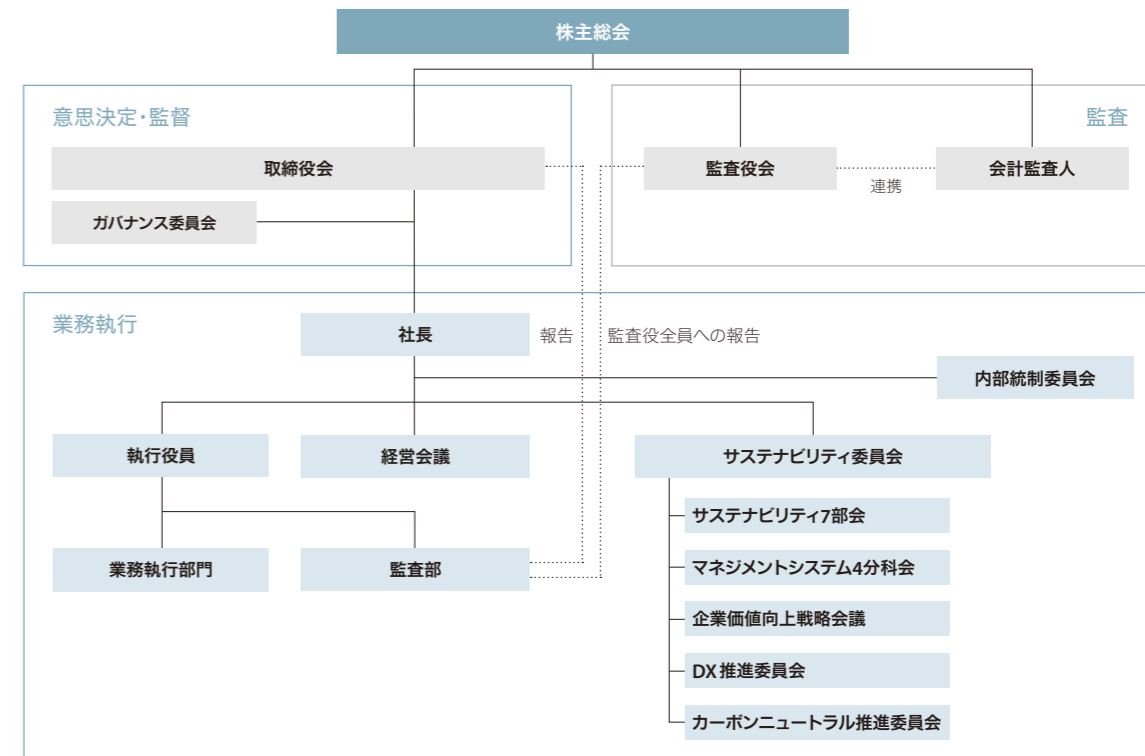 株主総会
意思決定・監督
監査
取締役会
監査役会
連携
会計監査人
ガバナンス委員会
業務執行
社長
報告
監査役全員への報告
内部統制委員会
執行役員
経営会議
サステナビリティ委員会
サステナビリティ7部会
業務執行部門
監査部
マネジメントシステム4分科会
企業価値向上戦略会議
DX推進委員会
カーボンニュートラル推進委員会